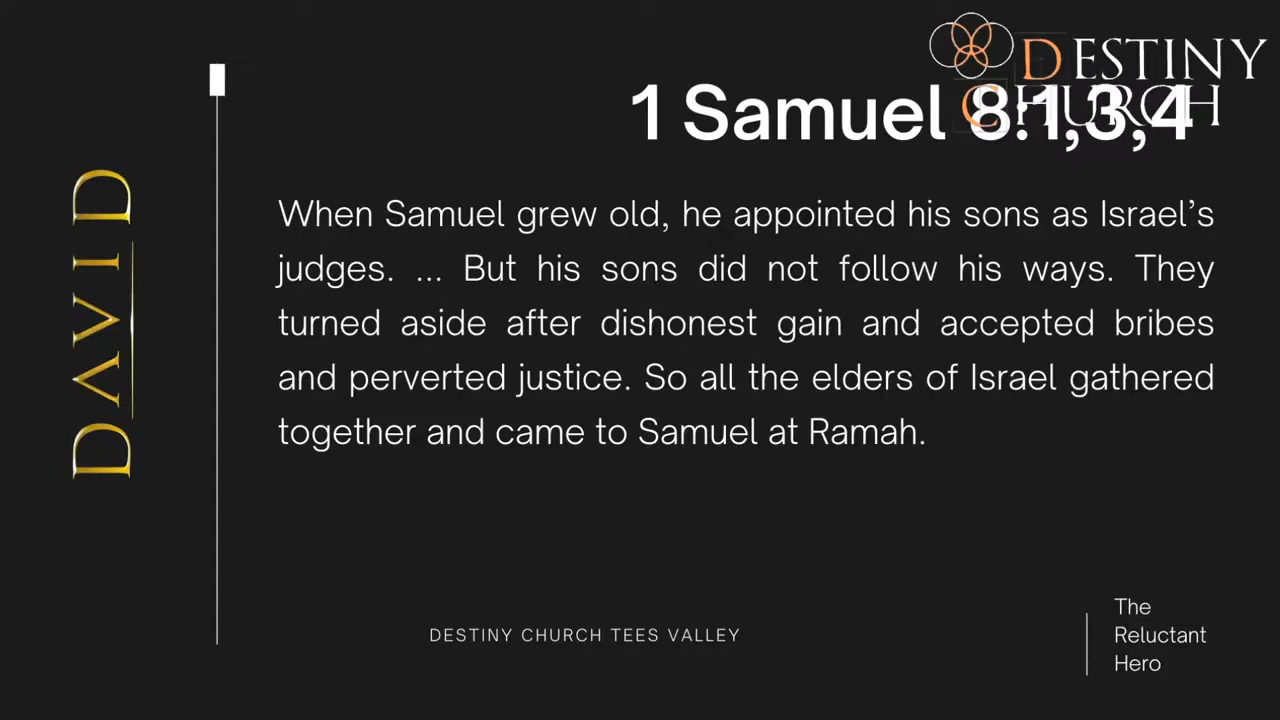 DESTINY
CHURCH
1 Samuel 8:1,3,4
DAVID
When Samuel grew old, he appointed his sons as Israel’s
judges. ... But his sons did not follow his ways. They
turned aside after dishonest gain and accepted bribes
and perverted justice. So all the elders of Israel gathered
together and came to Samuel at Ramah.
DESTINY CHURCH TEES VALLEY
The
Reluctant
Hero